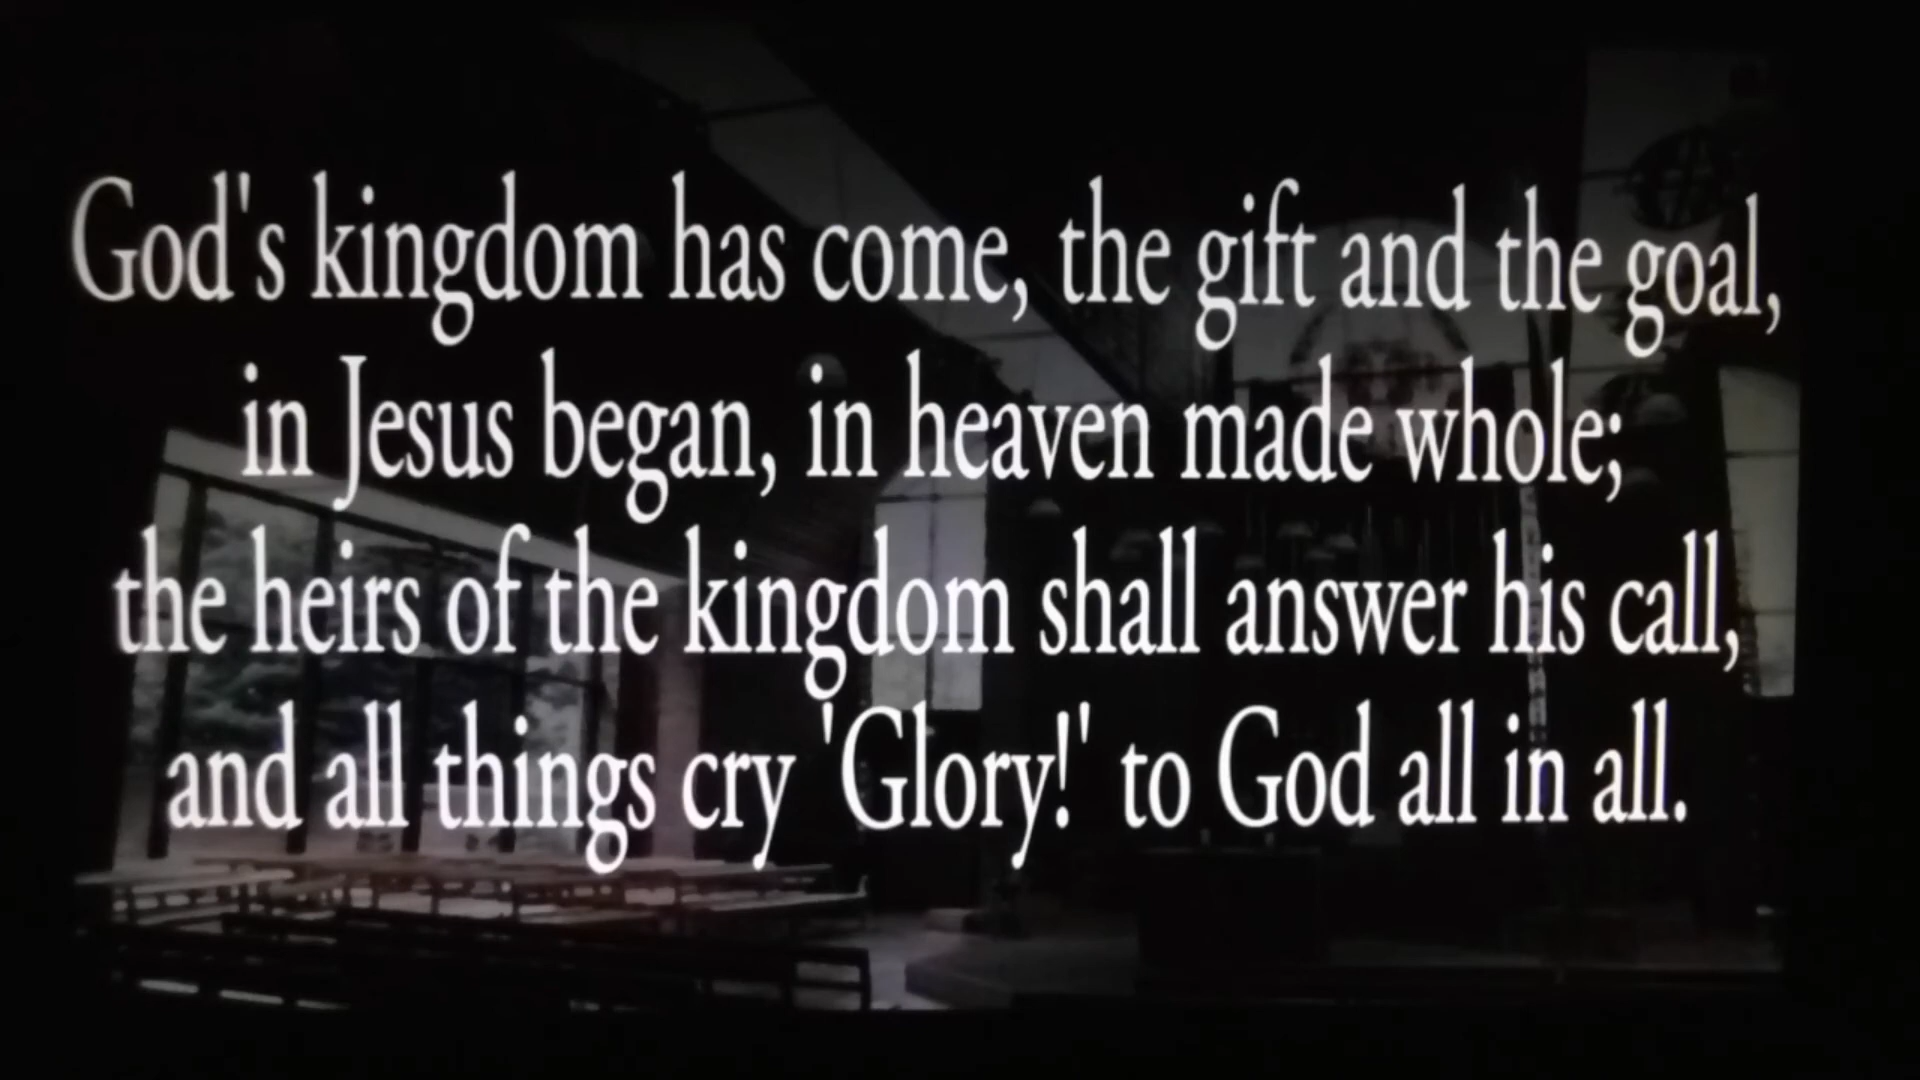 God's kingdom has come, the gift and the goal,
in Jesus began, in heaven made whole;
the heirs of the kingdom shall answer his call,
and all things cry 'Glory!' to God all in all.